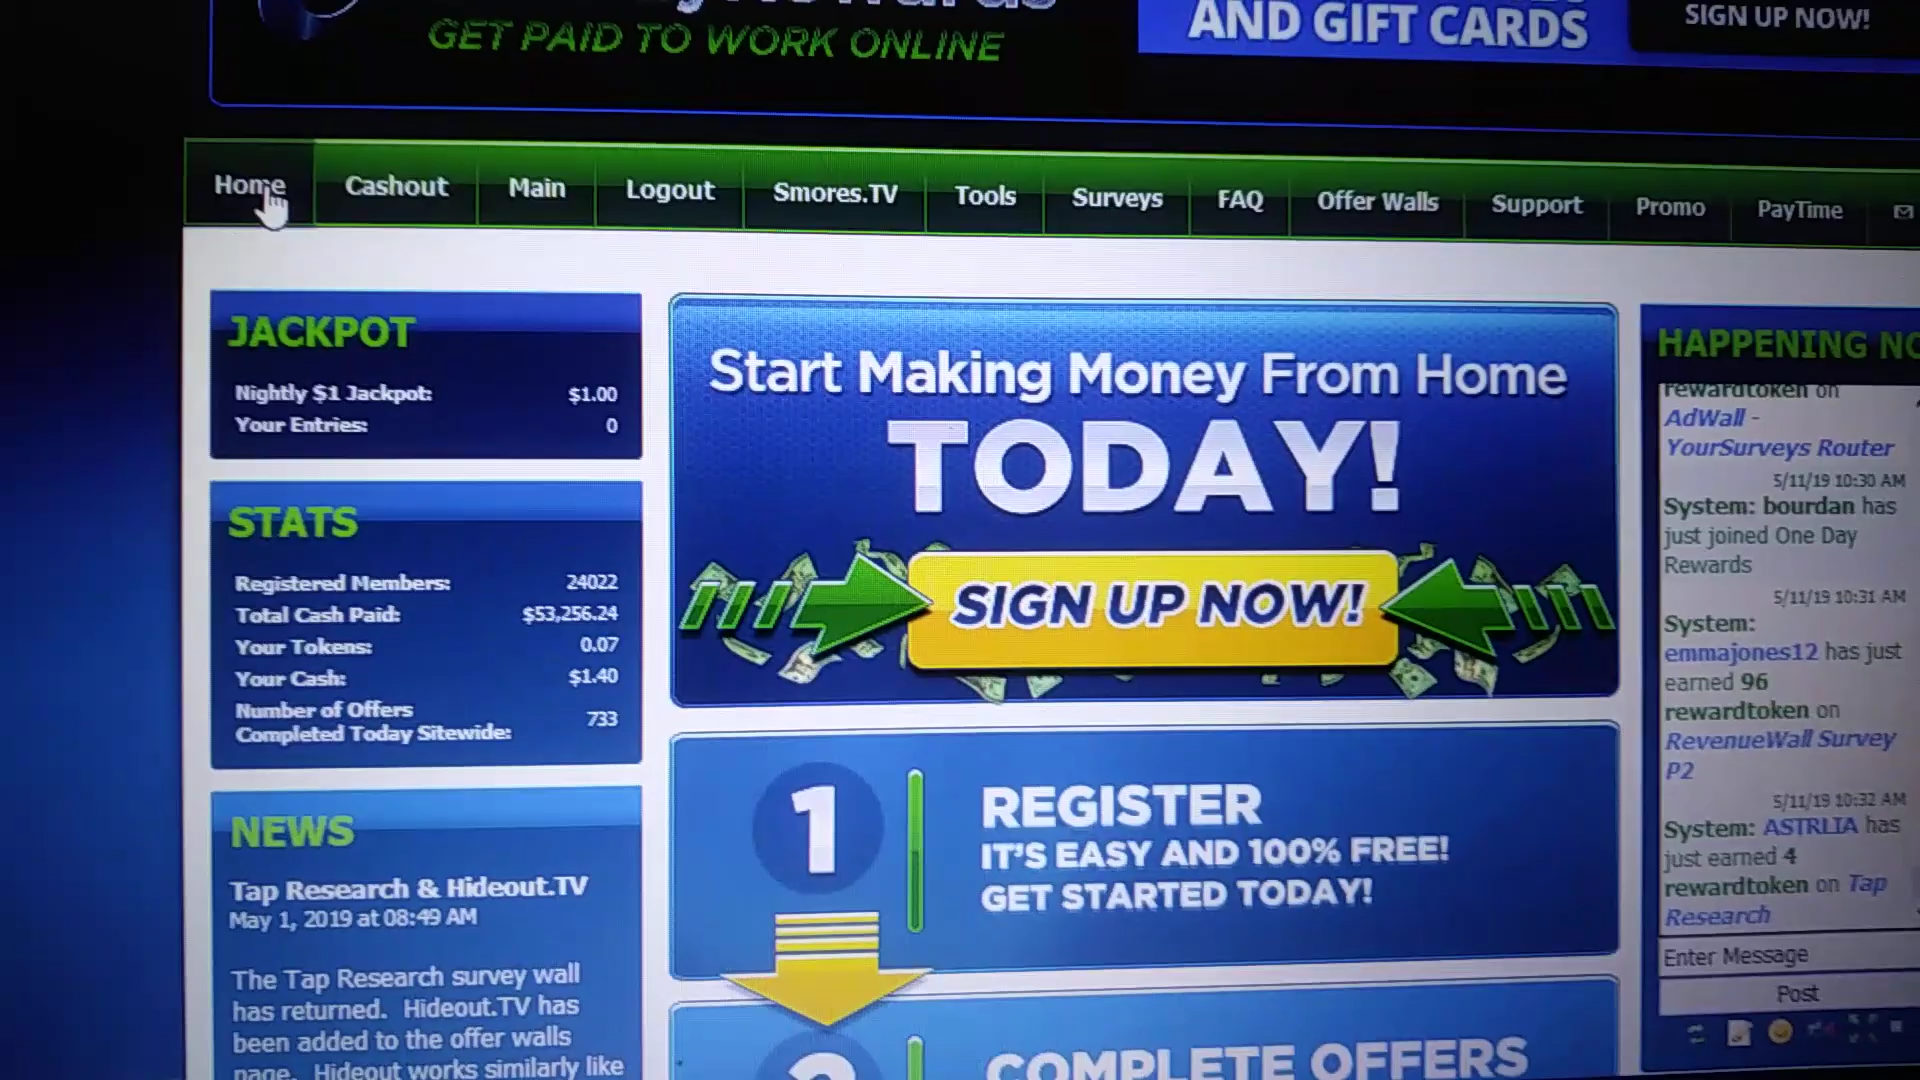 GET PAID TO WORK ONLINE
AND GIFT CARDS
SIGN UP NOW!
Home
Cashout
Main
Logout
Smores.TV
Tools
Surveys
FAQ
Offer Walls
Support
Promo
PayTime
JACKPOT
Nightly $1 Jackpot: $1.00
Your Entries: 0
STATS
Registered Members: 24022
Total Cash Paid: $53,256.24
Your Tokens: 0.07
Your Cash: $1.40
Number of Offers
Completed Today Sitewide: 733
NEWS
Tap Research & Hideout.TV
May 1, 2019 at 08:49 AM
The Tap Research survey wall
has returned. Hideout.TV has
been added to the offer walls
page. Hideout works similarly like
Start Making Money From Home
TODAY!
SIGN UP NOW!
1
REGISTER
IT'S EASY AND 100% FREE!
GET STARTED TODAY!
2
COMPLETE OFFERS
HAPPENING
rewardtoken on
AdWall -
YourSurveys Router
5/11/19 10:30 AM
System: bourdan has
just joined One Day
Rewards
5/11/19 10:31 AM
System:
emmajones12 has just
earned 96
rewardtoken on
RevenueWall Survey
P2
5/11/19 10:32 AM
System: ASTRLIA has
just earned 4
rewardtoken on Tap
Research
Enter Message
Post